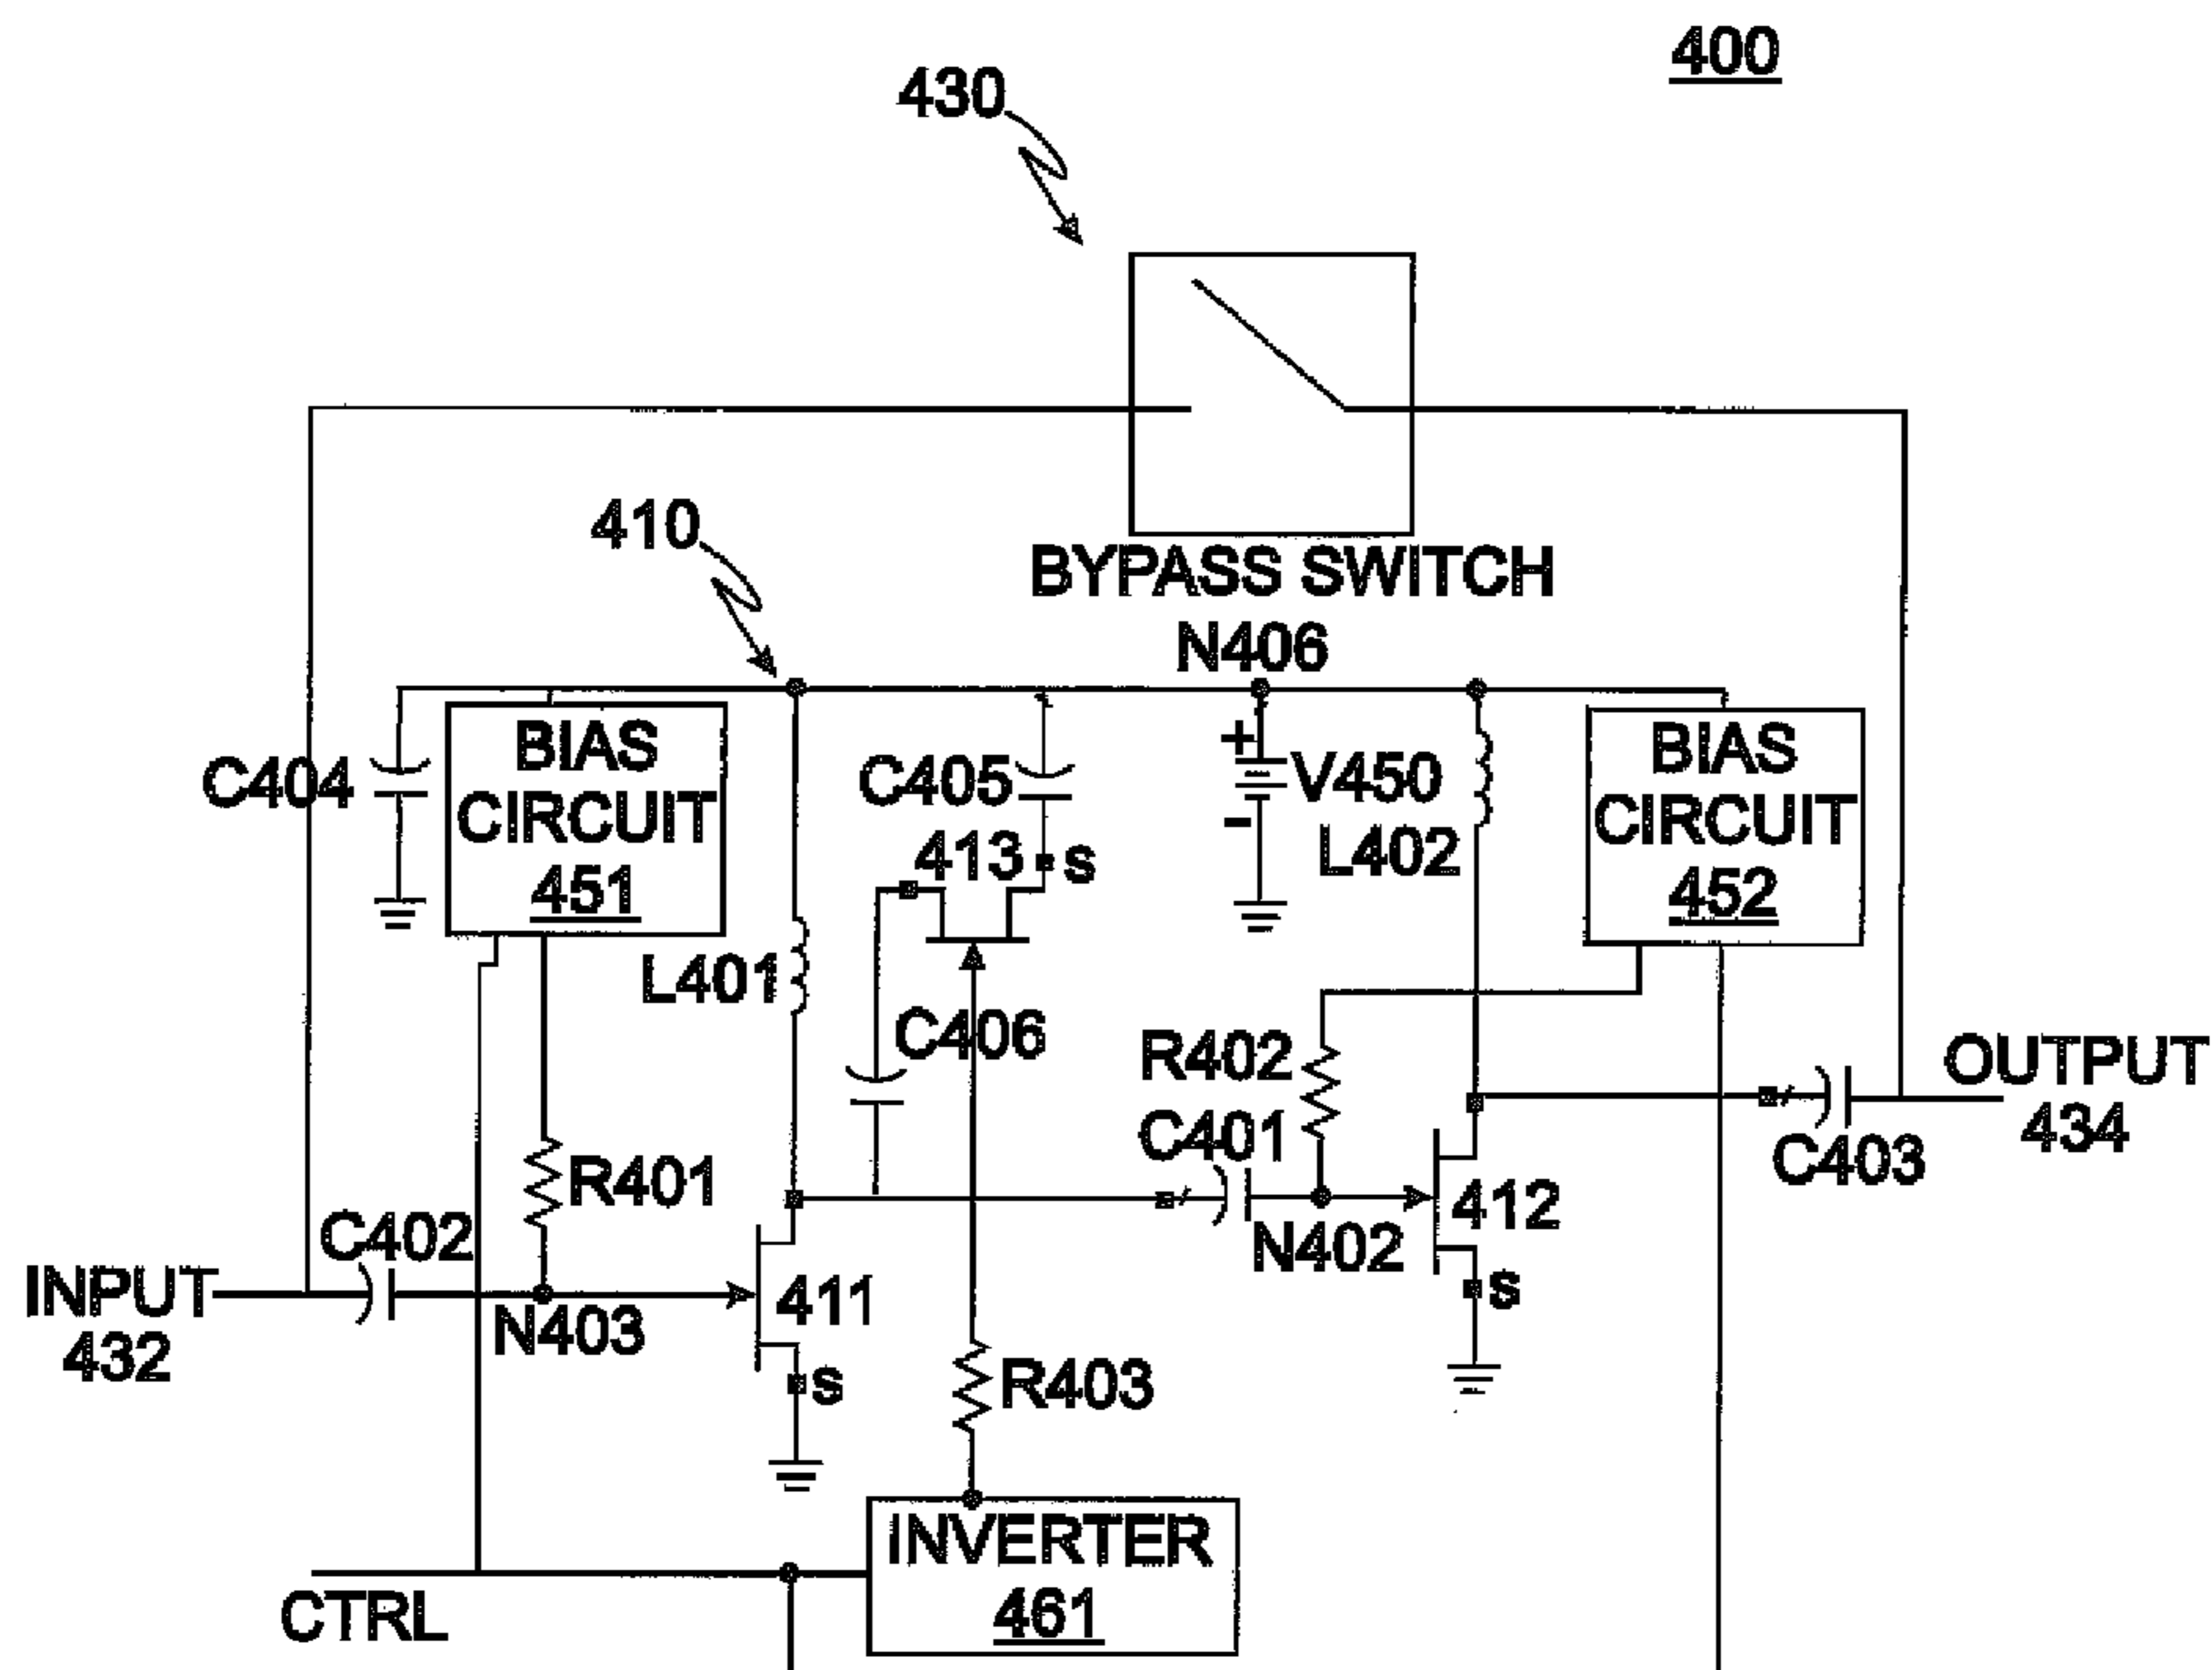 400
430
410
BYPASS SWITCH
N406
C404
BIAS
CIRCUIT
451
C405
+
V450
-
L402
BIAS
CIRCUIT
452
413
S
L401
C406
R402
C401
OUTPUT
434
C403
R401
C402
INPUT
432
N403
411
S
N402
412
S
R403
INVERTER
461
CTRL